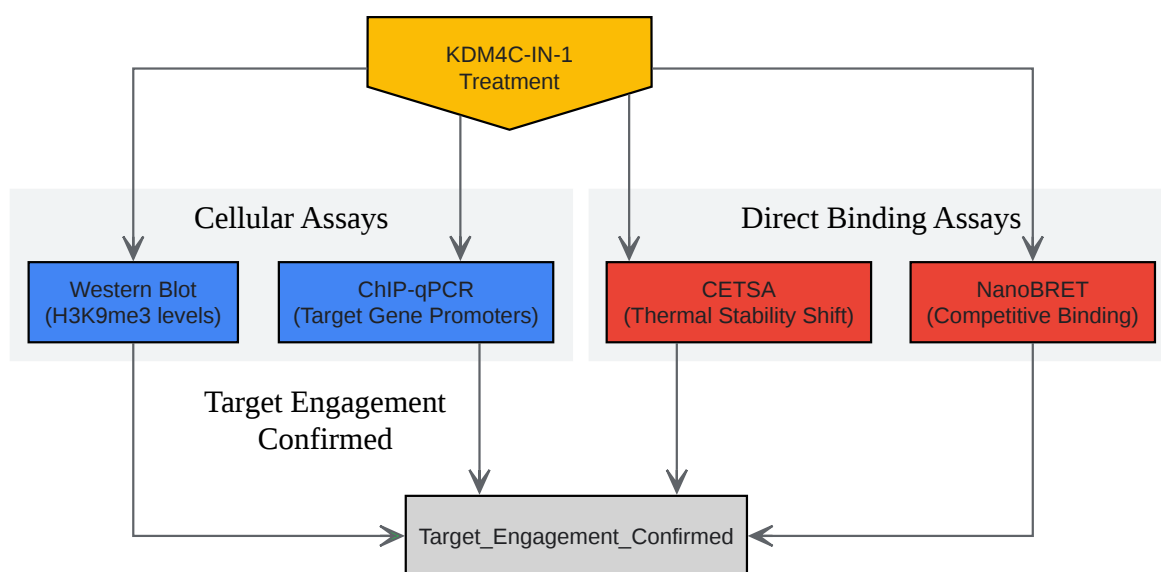 KDM4C-IN-1
Treatment
Cellular Assays
Direct Binding Assays
Western Blot
(H3K9me3 levels)
ChIP-qPCR
(Target Gene Promoters)
CETSA
(Thermal Stability Shift)
NanoBRET
(Competitive Binding)
Target Engagement
Confirmed
Target_Engagement_Confirmed